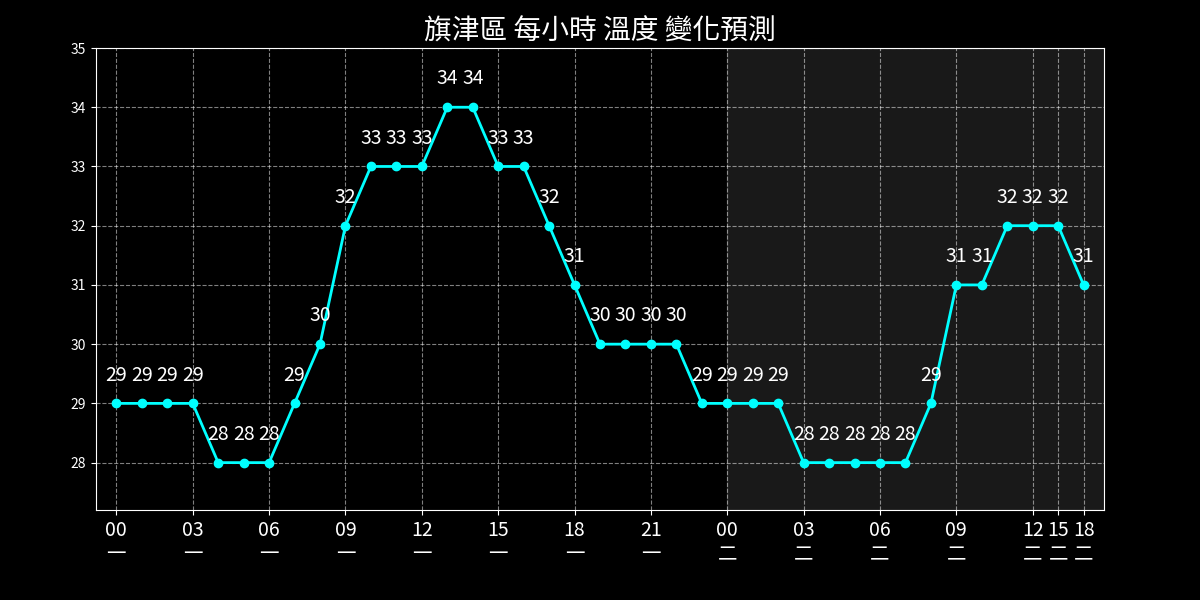 旗津區 每小時 溫度 變化預測
35
34 34
34
33 33 33 33 33
33
32 32 32 32 32
32
31 31 31 31
31
30 30 30 30 30
30
29 29 29 29 29 29 29 29 29 29
29
28 28 28 28 28 28 28 28
28
00 03 06 09 12 15 18 21 00 03 06 09 12 15 18
一 一 一 一 一 一 一 一 二 二 二 二 二 二 二